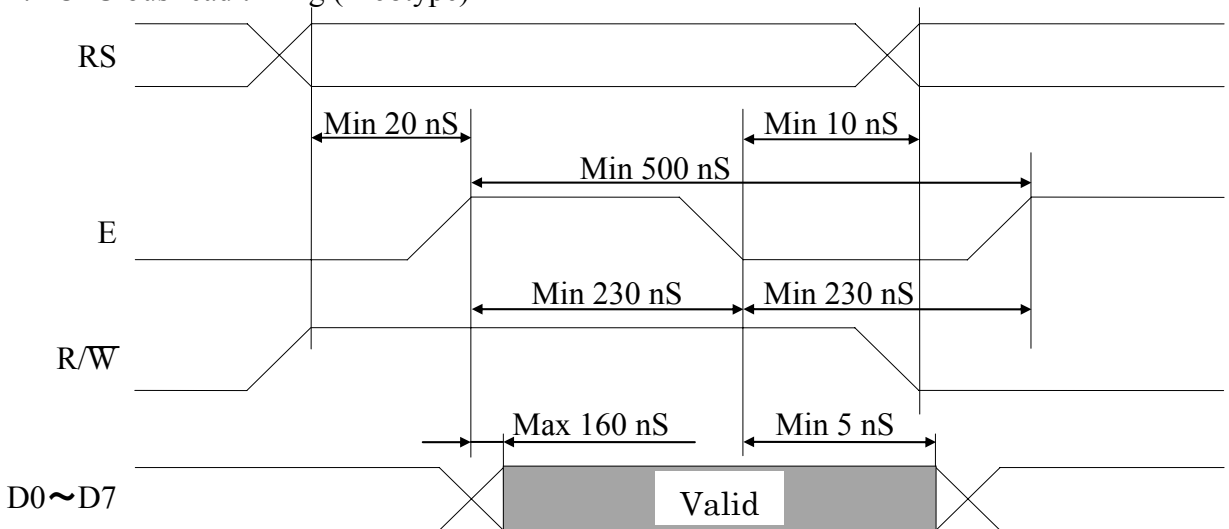 RS
Min 20 nS Min 10 nS
Min 500 nS
E
Min 230 nS Min 230 nS
R/W̅
Max 160 nS Min 5 nS
D0～D7 Valid